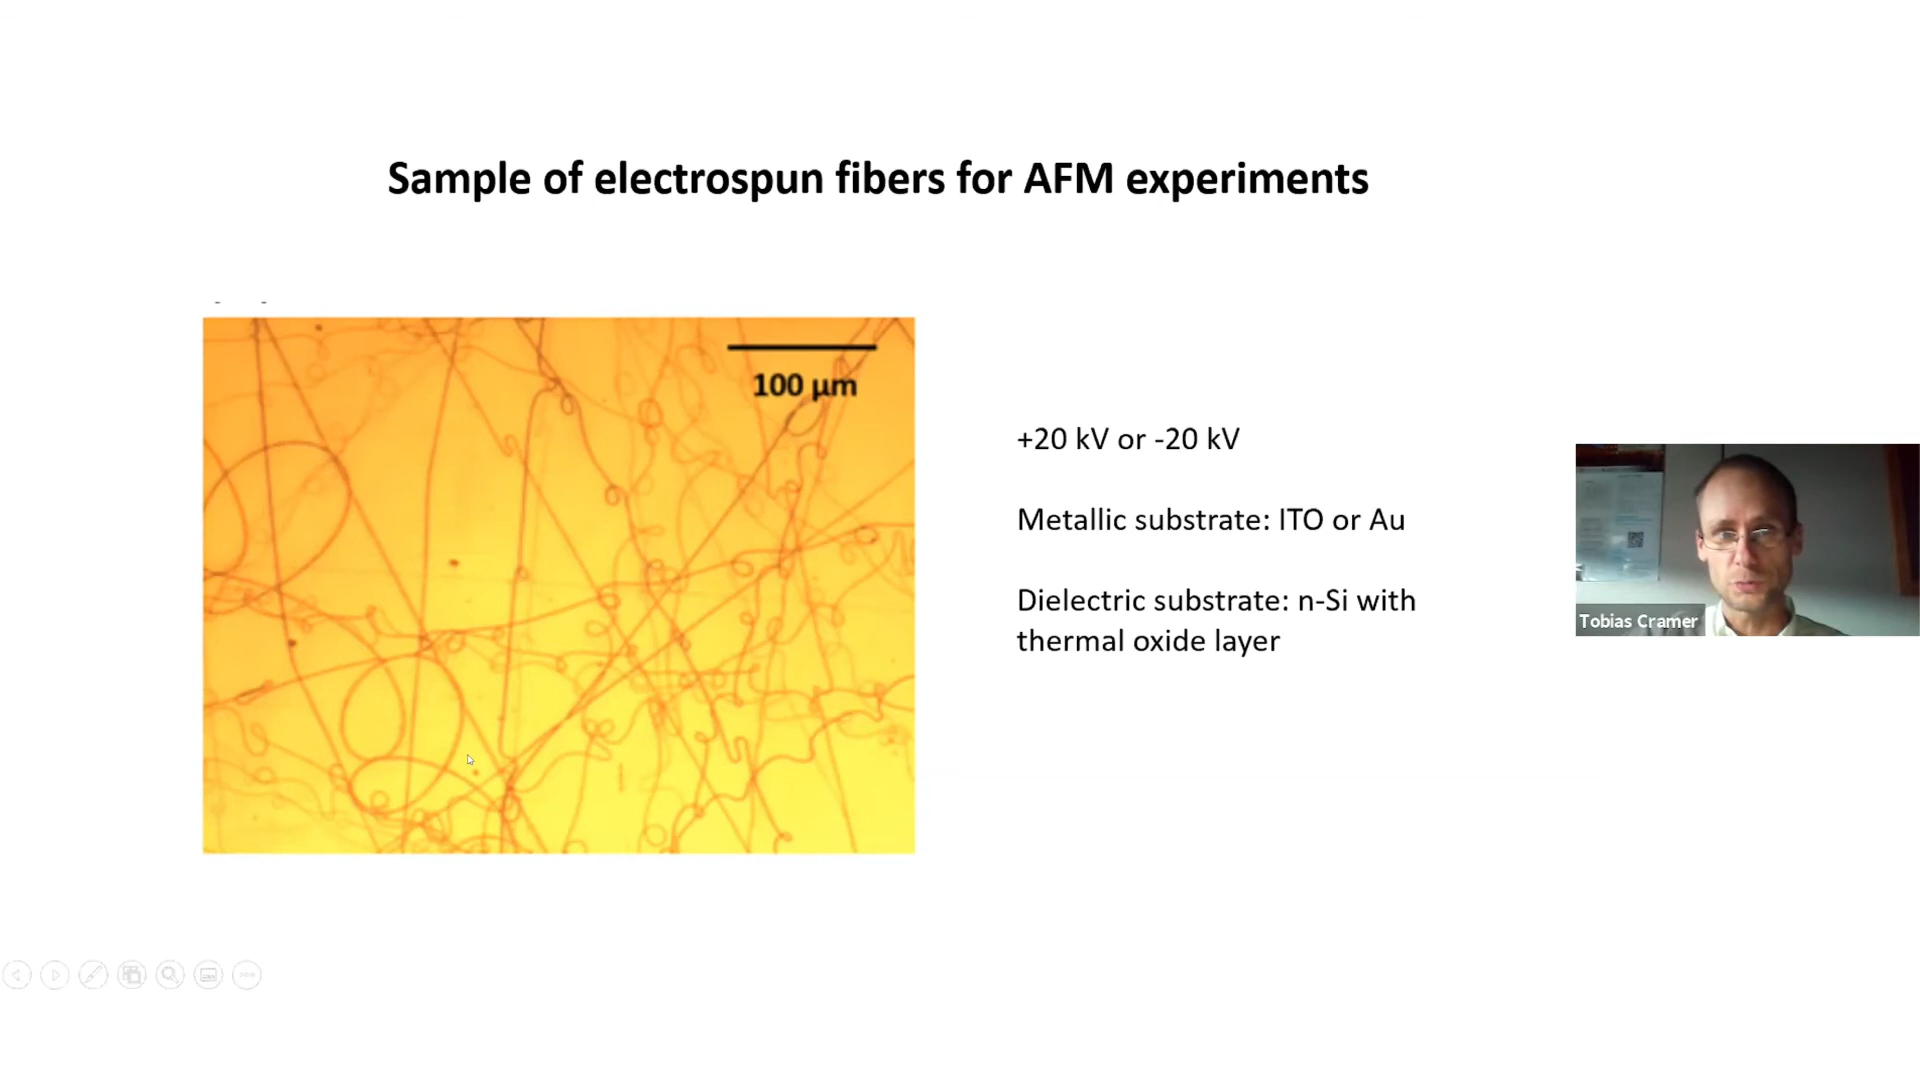 Sample of electrospun fibers for AFM experiments
100 µm
+20 kV or -20 kV
Metallic substrate: ITO or Au
Dielectric substrate: n-Si with
thermal oxide layer
Tobias Cramer